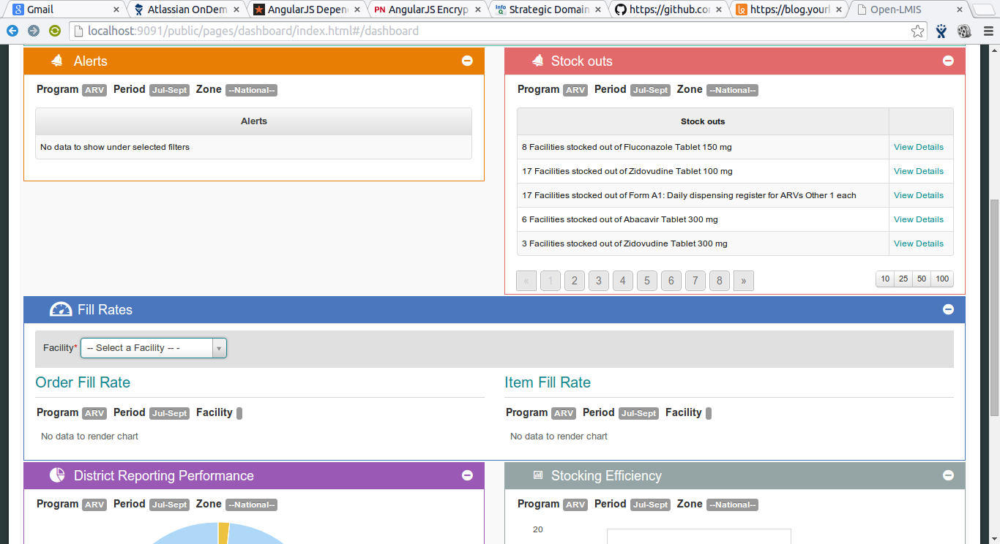 Gmail
Atlassian OnDem
AngularJS Depen
PN AngularJS Encryp
Info Q Strategic Domain
https://github.co
https://blog.yourl
Open-LMIS
localhost:9091/public/pages/dashboard/index.html#/dashboard
Alerts
Program ARV Period Jul-Sept Zone --National--
Alerts
No data to show under selected filters
Stock outs
Program ARV Period Jul-Sept Zone --National--
Stock outs
8 Facilities stocked out of Fluconazole Tablet 150 mg View Details
17 Facilities stocked out of Zidovudine Tablet 100 mg View Details
17 Facilities stocked out of Form A1: Daily dispensing register for ARVs Other 1 each View Details
6 Facilities stocked out of Abacavir Tablet 300 mg View Details
3 Facilities stocked out of Zidovudine Tablet 300 mg View Details
« 1 2 3 4 5 6 7 8 » 10 25 50 100
Fill Rates
Facility* -- Select a Facility -- -
Order Fill Rate
Program ARV Period Jul-Sept Facility
No data to render chart
Item Fill Rate
Program ARV Period Jul-Sept Facility
No data to render chart
District Reporting Performance
Program ARV Period Jul-Sept Zone --National--
Stocking Efficiency
Program ARV Period Jul-Sept Zone --National--
20